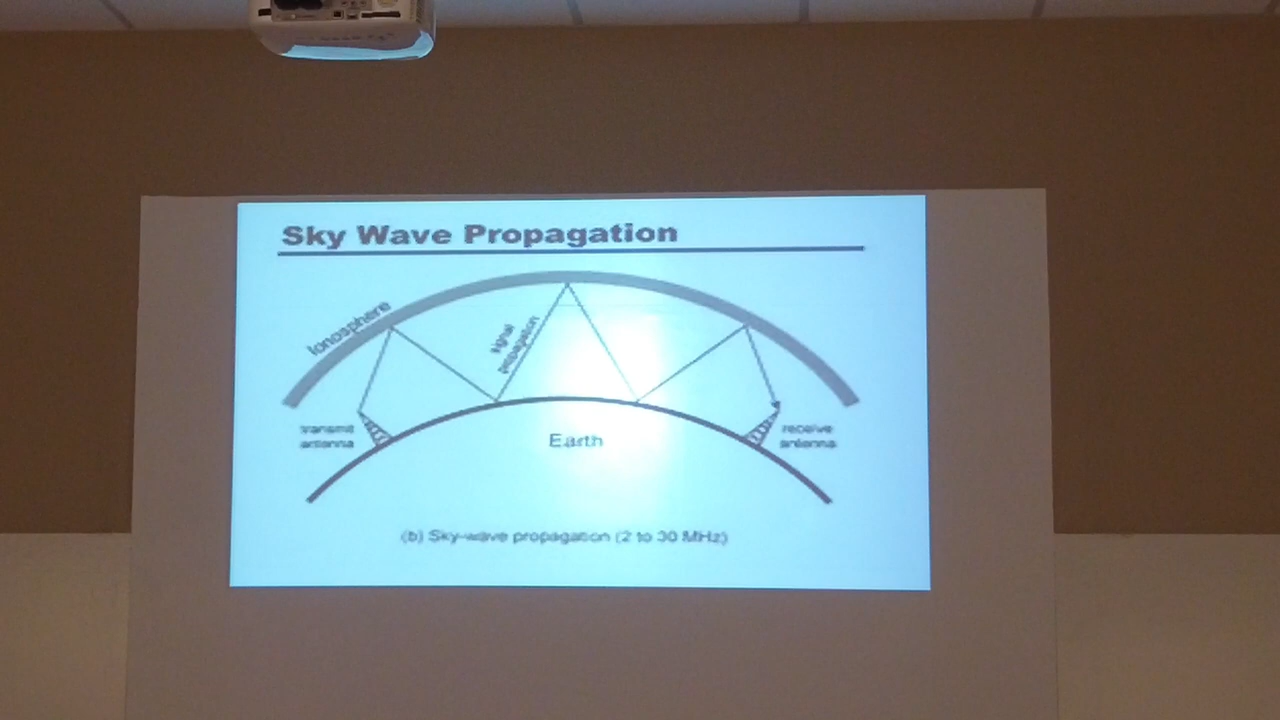 Sky Wave Propagation
Ionosphere
signal
propagation
transmit
antenna
Earth
receive
antenna
(b) Sky-wave propagation (2 to 30 MHz)